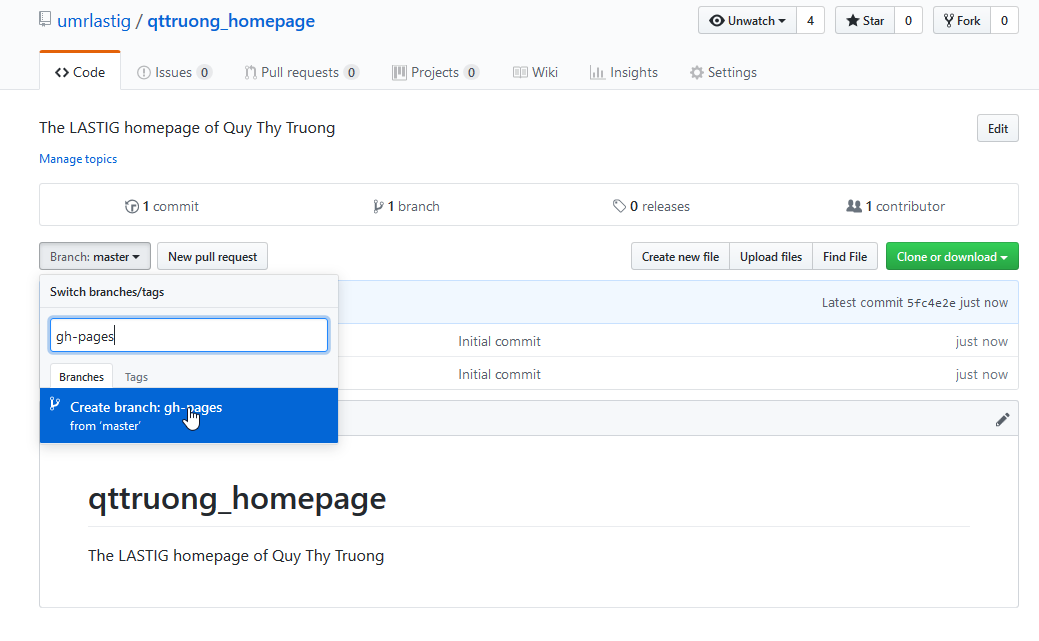 umrlastig / qttruong_homepage
Unwatch 4 Star 0 Fork 0
Code Issues 0 Pull requests 0 Projects 0 Wiki Insights Settings
The LASTIG homepage of Quy Thy Truong Edit
Manage topics
1 commit 1 branch 0 releases 1 contributor
Branch: master New pull request Create new file Upload files Find File Clone or download
Switch branches/tags
Latest commit 5fc4e2e just now
gh-pages
Initial commit just now
Branches Tags
Initial commit just now
Create branch: gh-pages
from ‘master’
qttruong_homepage
The LASTIG homepage of Quy Thy Truong